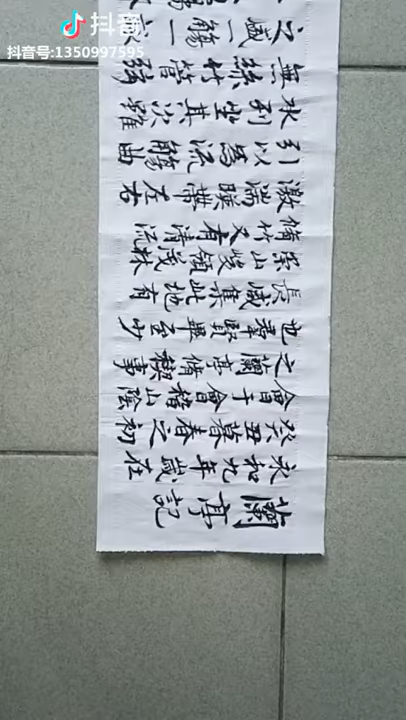 抖音
抖音号:1350997595
蘭亭記
永和九年歲在
癸丑暮春之初
會于會稽山陰
之蘭亭脩禊事
也羣賢畢至少
長咸集此地有
崇山峻領茂林
脩竹又有清流
激湍暎帶左右
引以為流觴曲
水列坐其次雖
無絲竹管弦
之盛一觴一詠